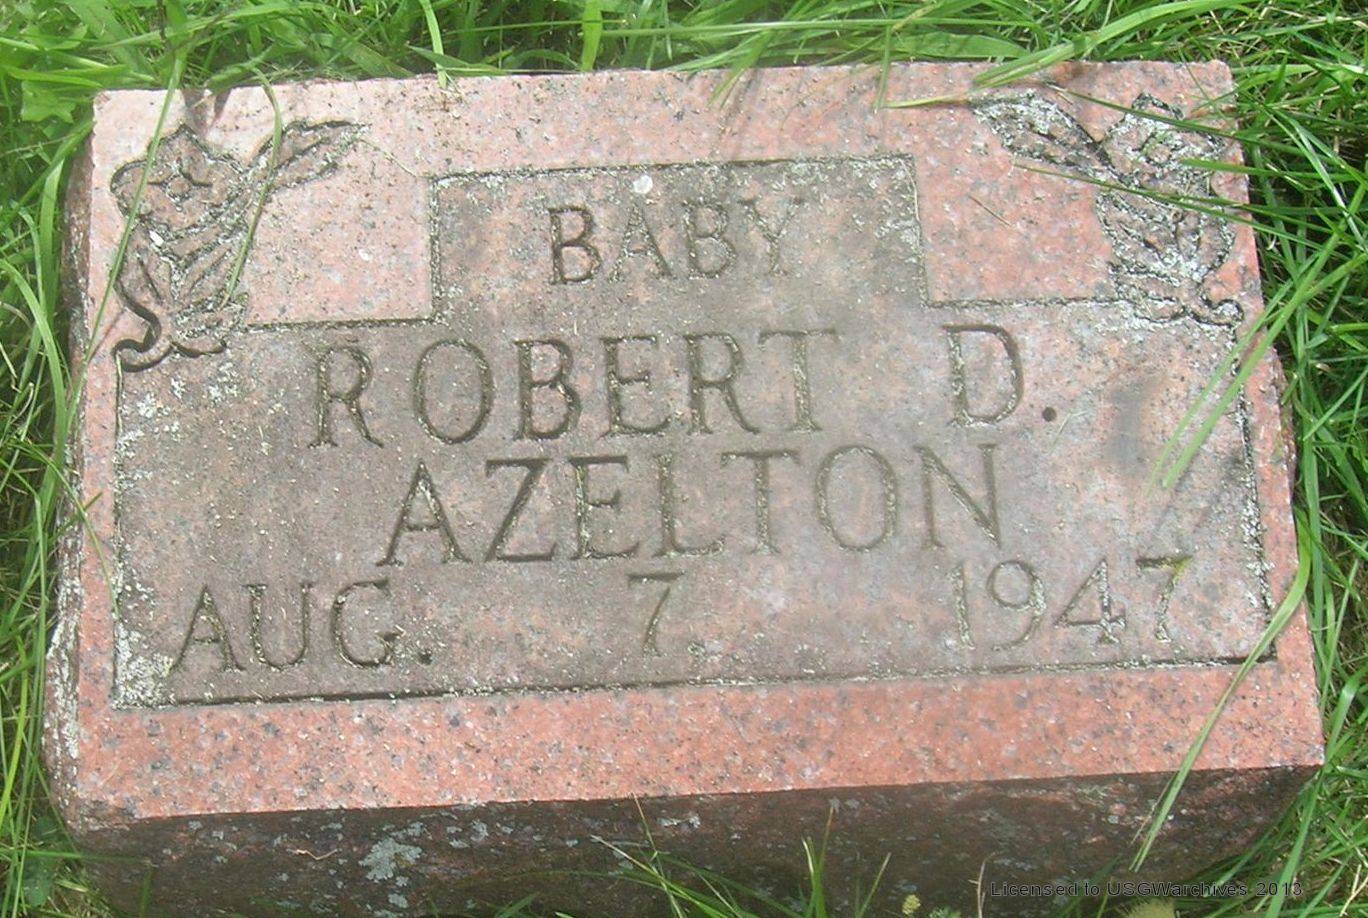 BABY
ROBERT D.
AZELTON
AUG. 7, 1947
Licensed to USGWarchives 2013